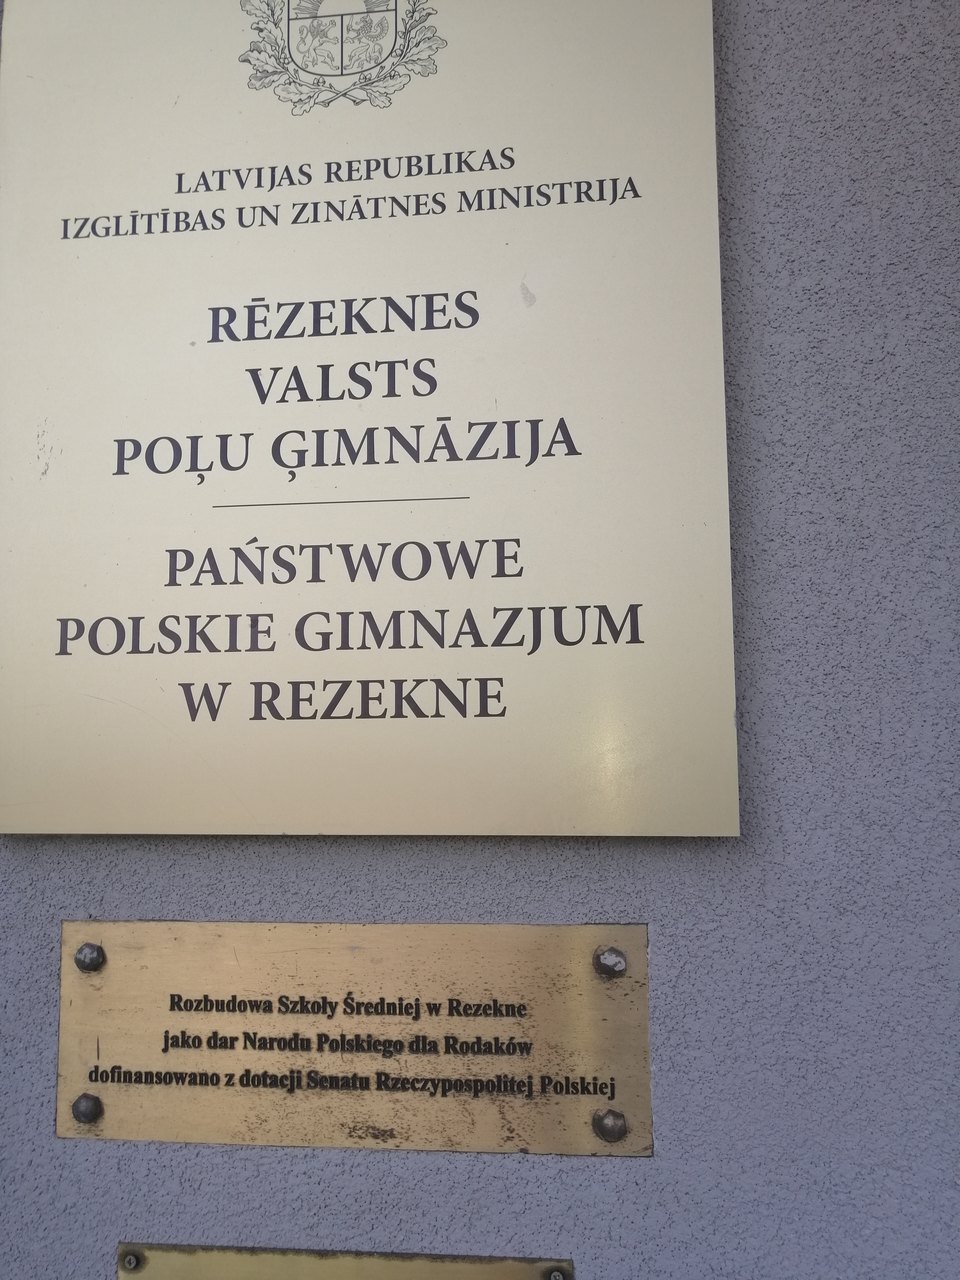 LATVIJAS REPUBLIKAS
IZGLĪTĪBAS UN ZINĀTNES MINISTRIJA
RĒZEKNES
VALSTS
POĻU ĢIMNĀZIJA
PAŃSTWOWE
POLSKIE GIMNAZJUM
W REZEKNE
Rozbudowa Szkoły Średniej w Rezekne
jako dar Narodu Polskiego dla Rodaków
dofinansowano z dotacji Senatu Rzeczypospolitej Polskiej